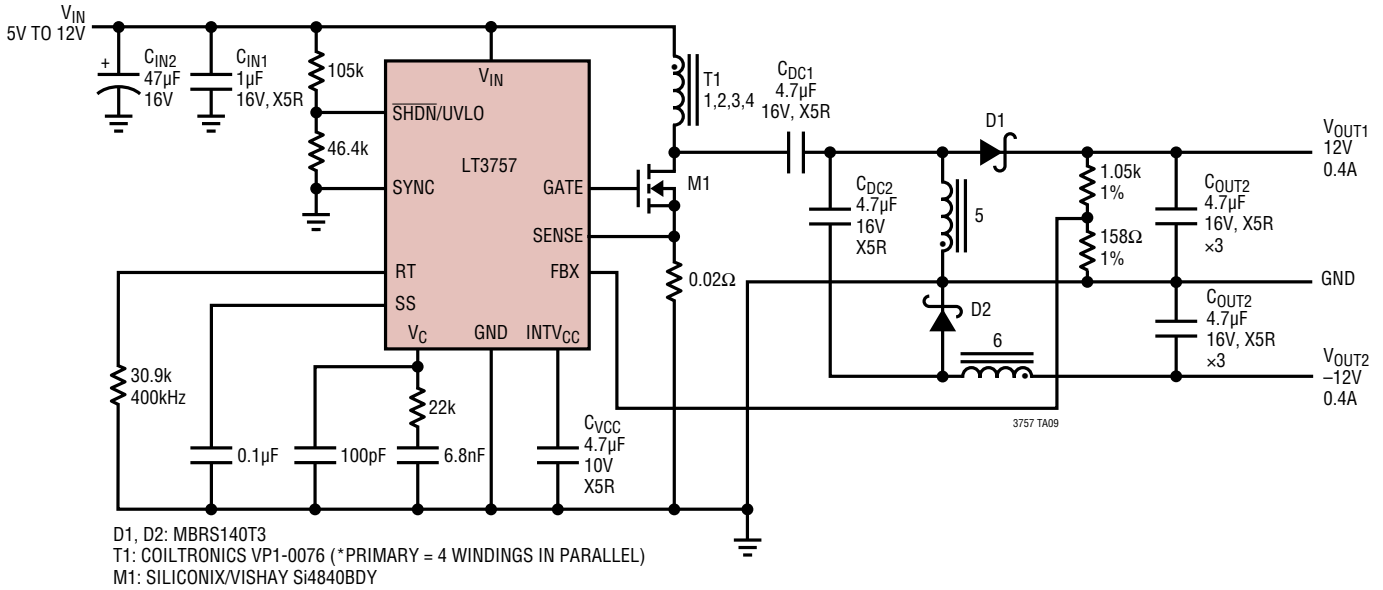 VIN
5V TO 12V
+
CIN2
47µF
16V
CIN1
1µF
16V, X5R
105k
46.4k
VIN
SHDN/UVLO
LT3757
SYNC
GATE
SENSE
RT
FBX
SS
VC
GND
INTVCC
T1
1,2,3,4
M1
0.02Ω
CDC1
4.7µF
16V, X5R
CDC2
4.7µF
16V
X5R
D1
5
D2
6
1.05k
1%
158Ω
1%
COUT2
4.7µF
16V, X5R
×3
COUT2
4.7µF
16V, X5R
×3
VOUT1
12V
0.4A
GND
VOUT2
–12V
0.4A
30.9k
400kHz
0.1µF
100pF
22k
6.8nF
CVCC
4.7µF
10V
X5R
3757 TA09
D1, D2: MBRS140T3
T1: COILTRONICS VP1-0076 (*PRIMARY = 4 WINDINGS IN PARALLEL)
M1: SILICONIX/VISHAY Si4840BDY